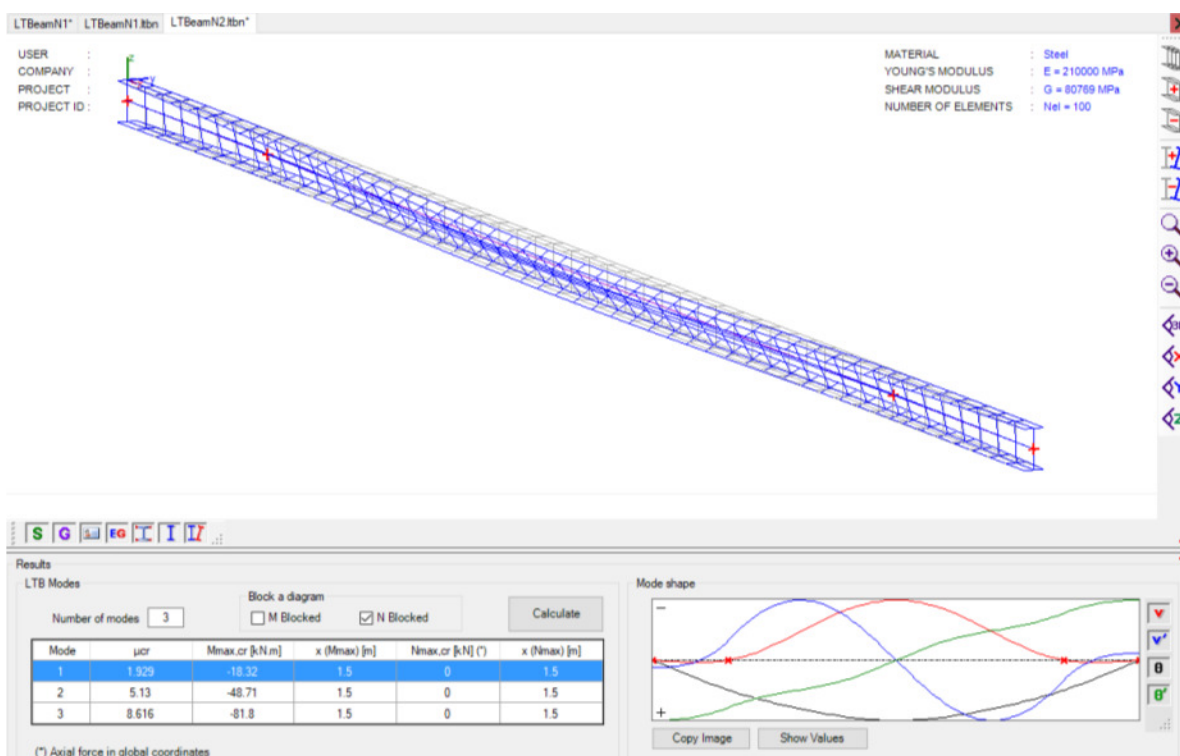 LTBeamN1* LTBeamN1.ltbn LTBeamN2.ltbn*
USER :
COMPANY :
PROJECT :
PROJECT ID :
MATERIAL : Steel
YOUNG'S MODULUS : E = 210000 MPa
SHEAR MODULUS : G = 80769 MPa
NUMBER OF ELEMENTS : Nel = 100
z
y
S G EG
Results
LTB Modes
Number of modes 3
Block a diagram
M Blocked N Blocked
Calculate
Mode μcr Mmax,cr [kN.m] x (Mmax) [m] Nmax,cr [kN] (*) x (Nmax) [m]
1 1.929 -18.32 1.5 0 1.5
2 5.13 -48.71 1.5 0 1.5
3 8.616 -81.8 1.5 0 1.5
(*) Axial force in global coordinates
Mode shape
−
+
v
v'
θ
θ'
Copy Image Show Values